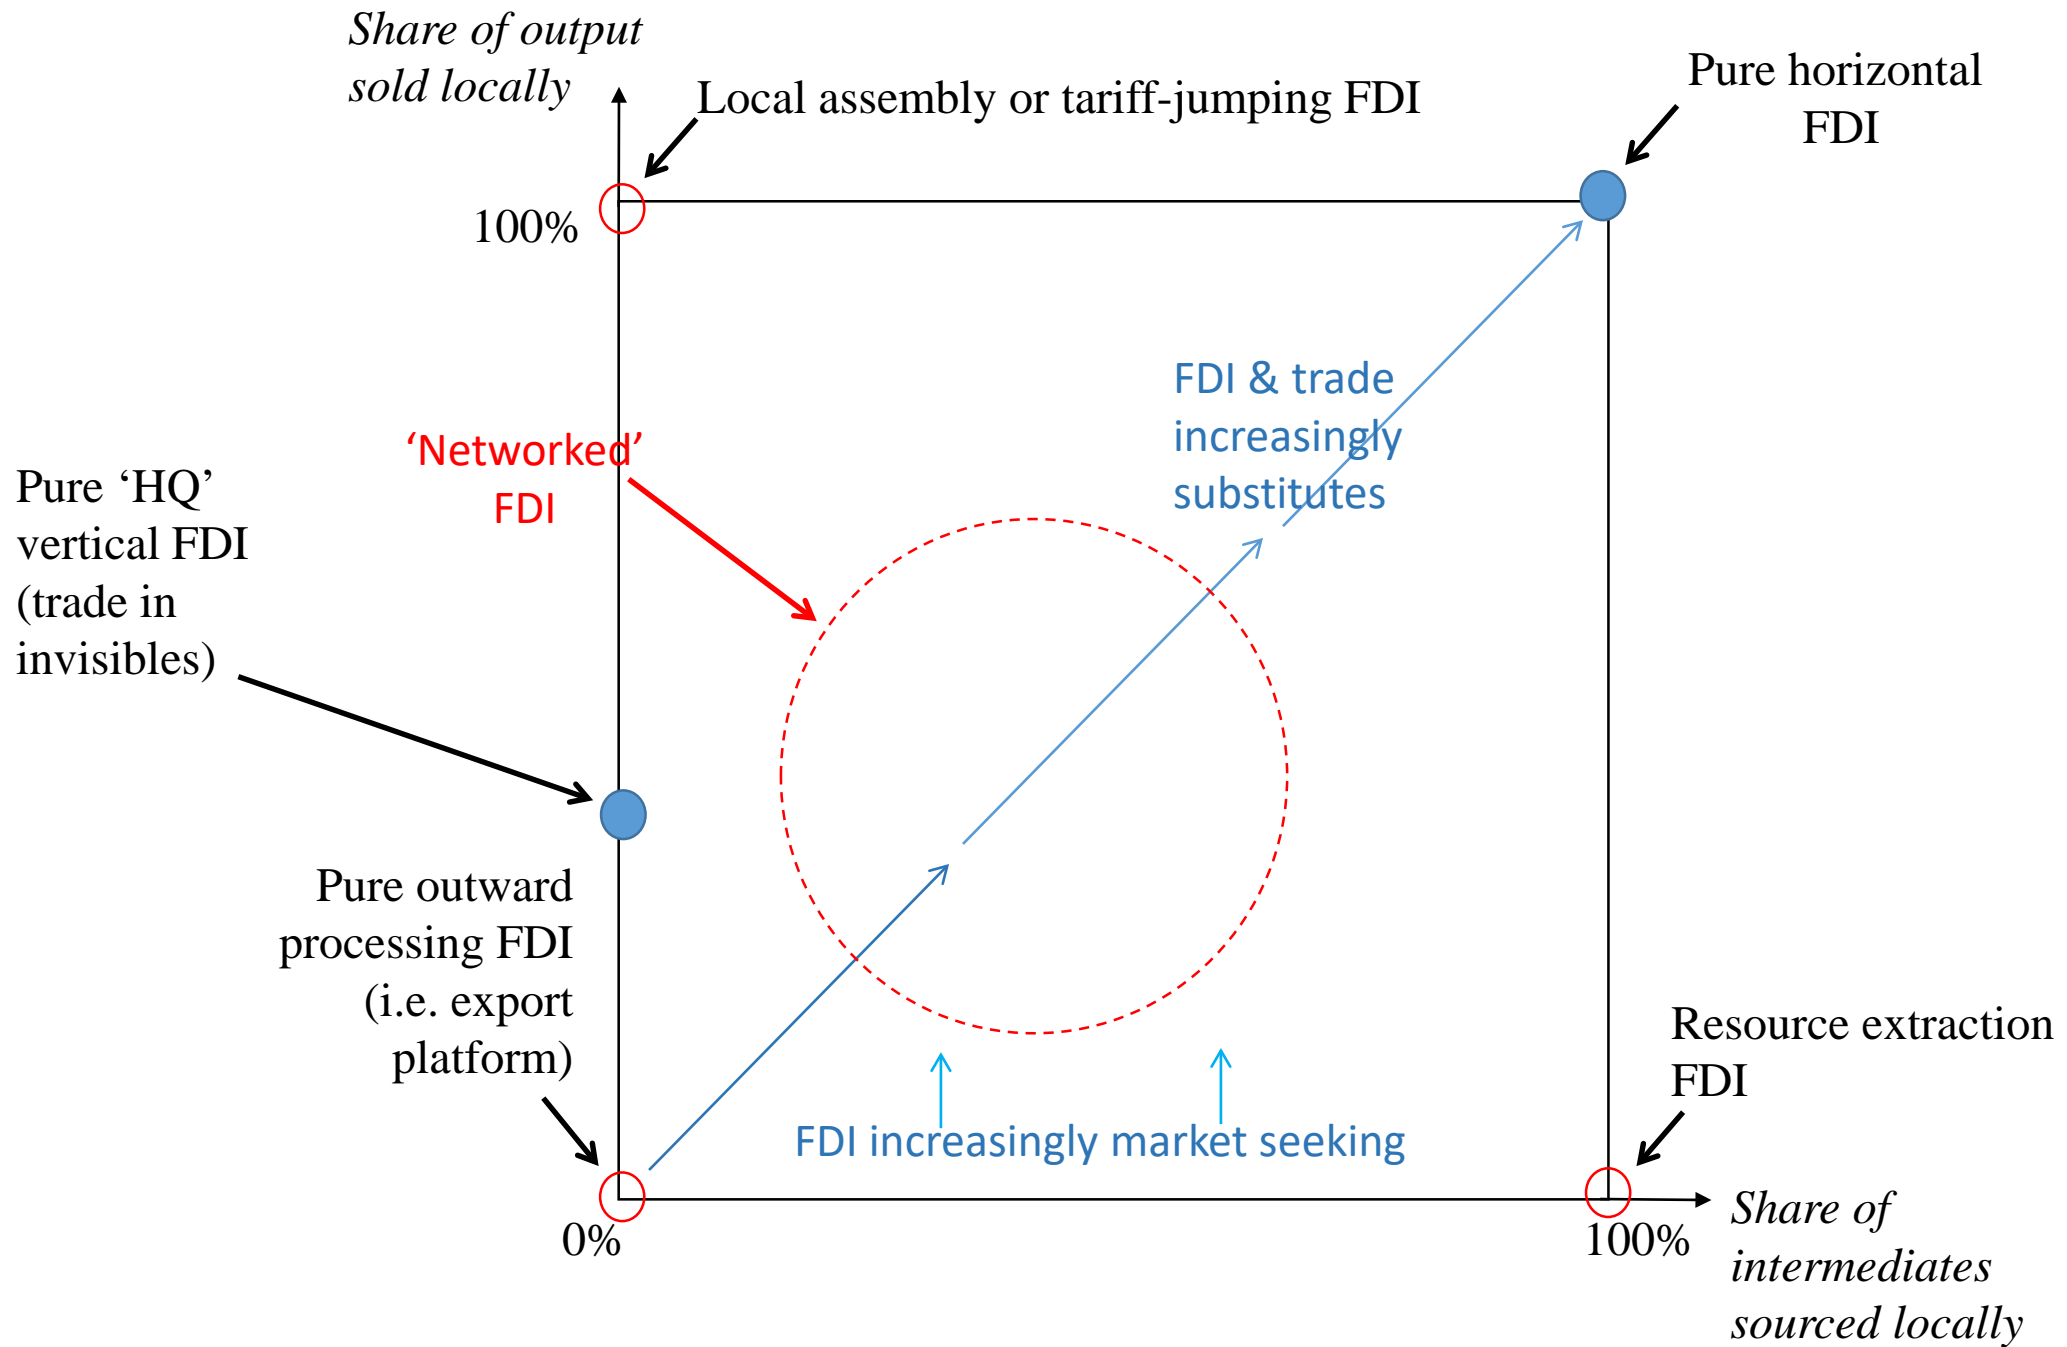 Share of output
sold locally
Local assembly or tariff-jumping FDI
Pure horizontal
FDI
100%
FDI & trade
increasingly
substitutes
‘Networked’
FDI
Pure ‘HQ’
vertical FDI
(trade in
invisibles)
Pure outward
processing FDI
(i.e. export
platform)
Resource extraction
FDI
FDI increasingly market seeking
0%
100%
Share of
intermediates
sourced locally